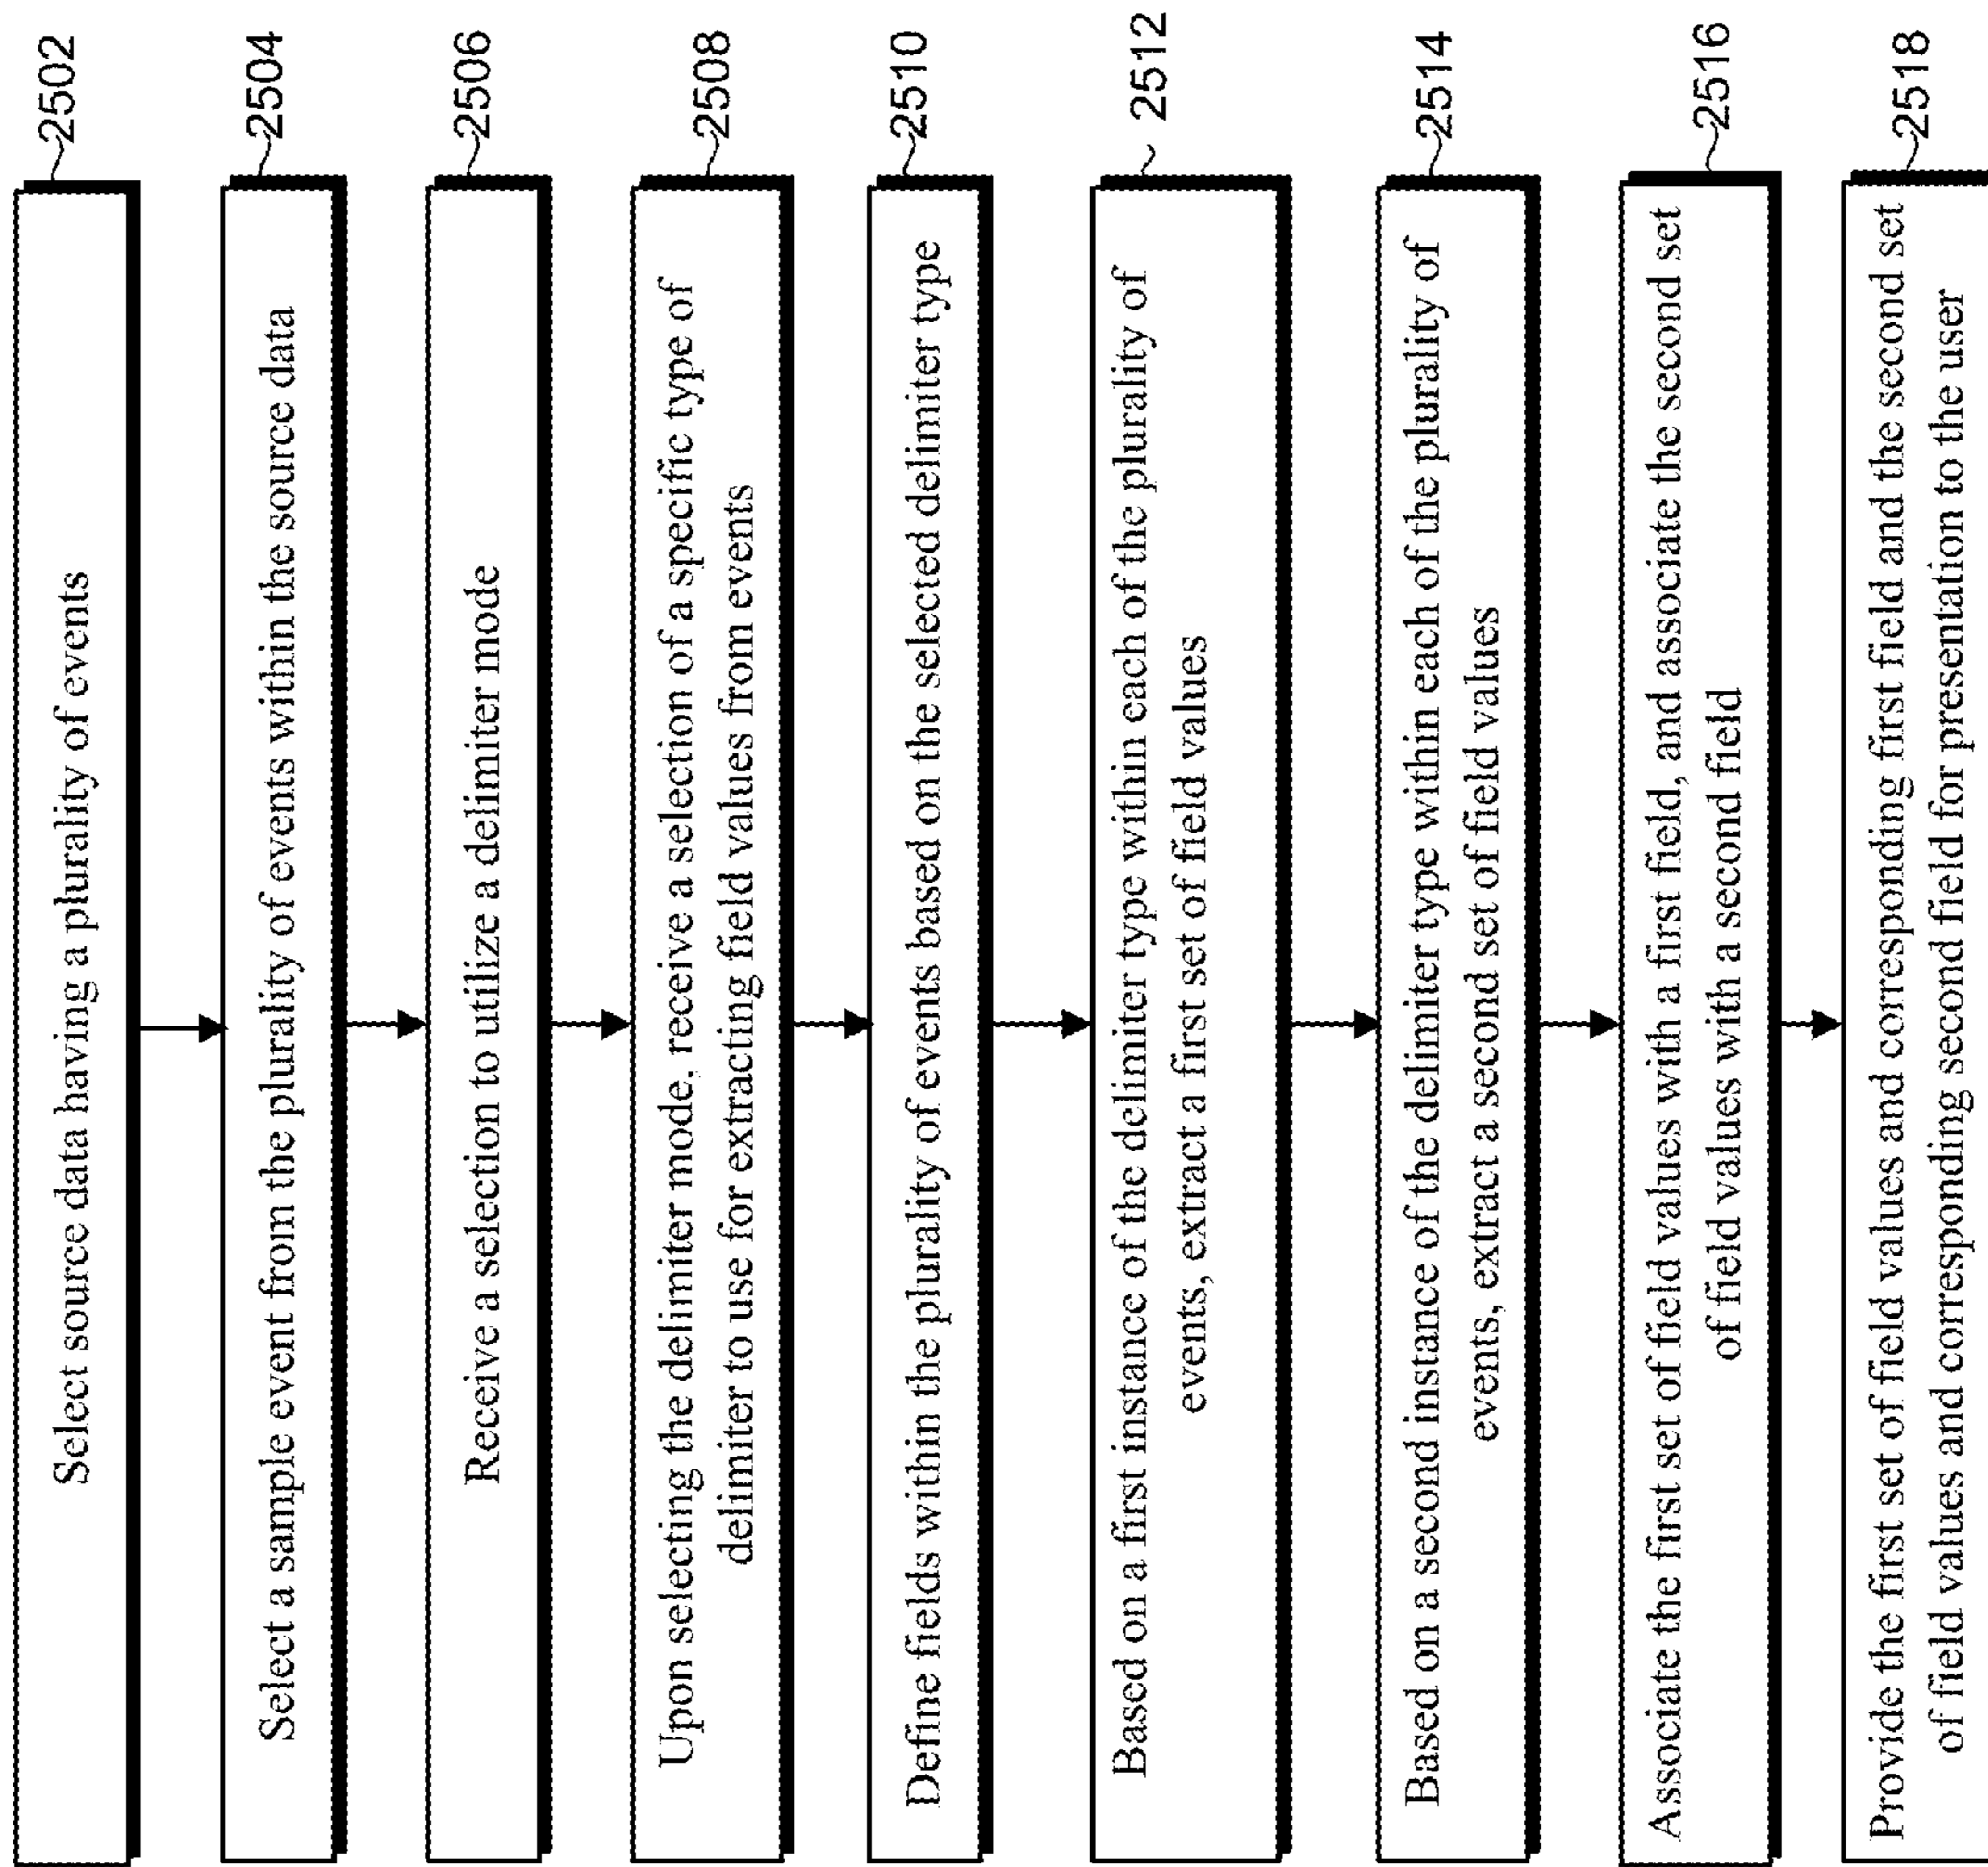 Select source data having a plurality of events
2502
Select a sample event from the plurality of events within the source data
2504
Receive a selection to utilize a delimiter mode
2506
Upon selecting the delimiter mode, receive a selection of a specific type of
delimiter to use for extracting field values from events
2508
Define fields within the plurality of events based on the selected delimiter type
2510
Based on a first instance of the delimiter type within each of the plurality of
events, extract a first set of field values
2512
Based on a second instance of the delimiter type within each of the plurality of
events, extract a second set of field values
2514
Associate the first set of field values with a first field, and associate the second set
of field values with a second field
2516
Provide the first set of field values and corresponding first field and the second set
of field values and corresponding second field for presentation to the user
2518